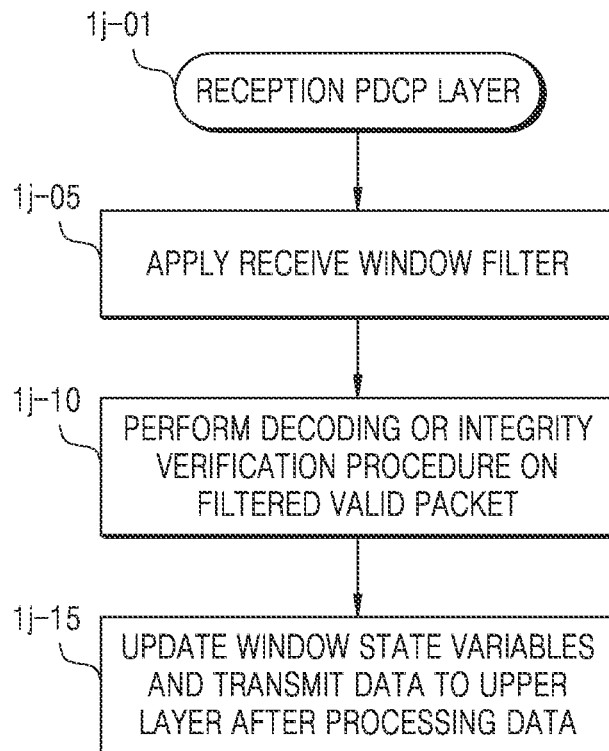 1j-01
RECEPTION PDCP LAYER
1j-05
APPLY RECEIVE WINDOW FILTER
1j-10
PERFORM DECODING OR INTEGRITY
VERIFICATION PROCEDURE ON
FILTERED VALID PACKET
1j-15
UPDATE WINDOW STATE VARIABLES
AND TRANSMIT DATA TO UPPER
LAYER AFTER PROCESSING DATA